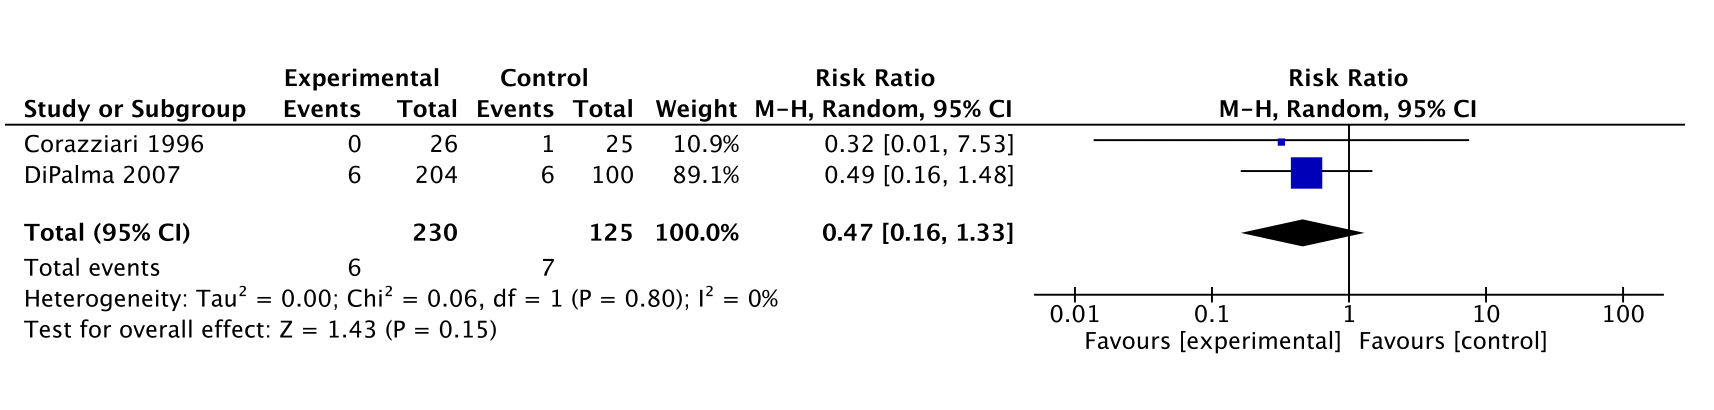 Experimental Control Risk Ratio Risk Ratio
Study or Subgroup Events Total Events Total Weight M-H, Random, 95% CI M-H, Random, 95% CI
Corazziari 1996 0 26 1 25 10.9% 0.32 [0.01, 7.53]
DiPalma 2007 6 204 6 100 89.1% 0.49 [0.16, 1.48]
Total (95% CI) 230 125 100.0% 0.47 [0.16, 1.33]
Total events 6 7
Heterogeneity: Tau² = 0.00; Chi² = 0.06, df = 1 (P = 0.80); I² = 0%
Test for overall effect: Z = 1.43 (P = 0.15)
0.01 0.1 1 10 100
Favours [experimental] Favours [control]